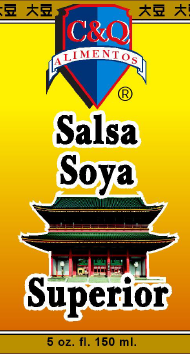 大豆 大豆 大豆 大豆
C&Q
ALIMENTOS
®
Salsa
Soya
Superior
5 oz. fl. 150 ml.